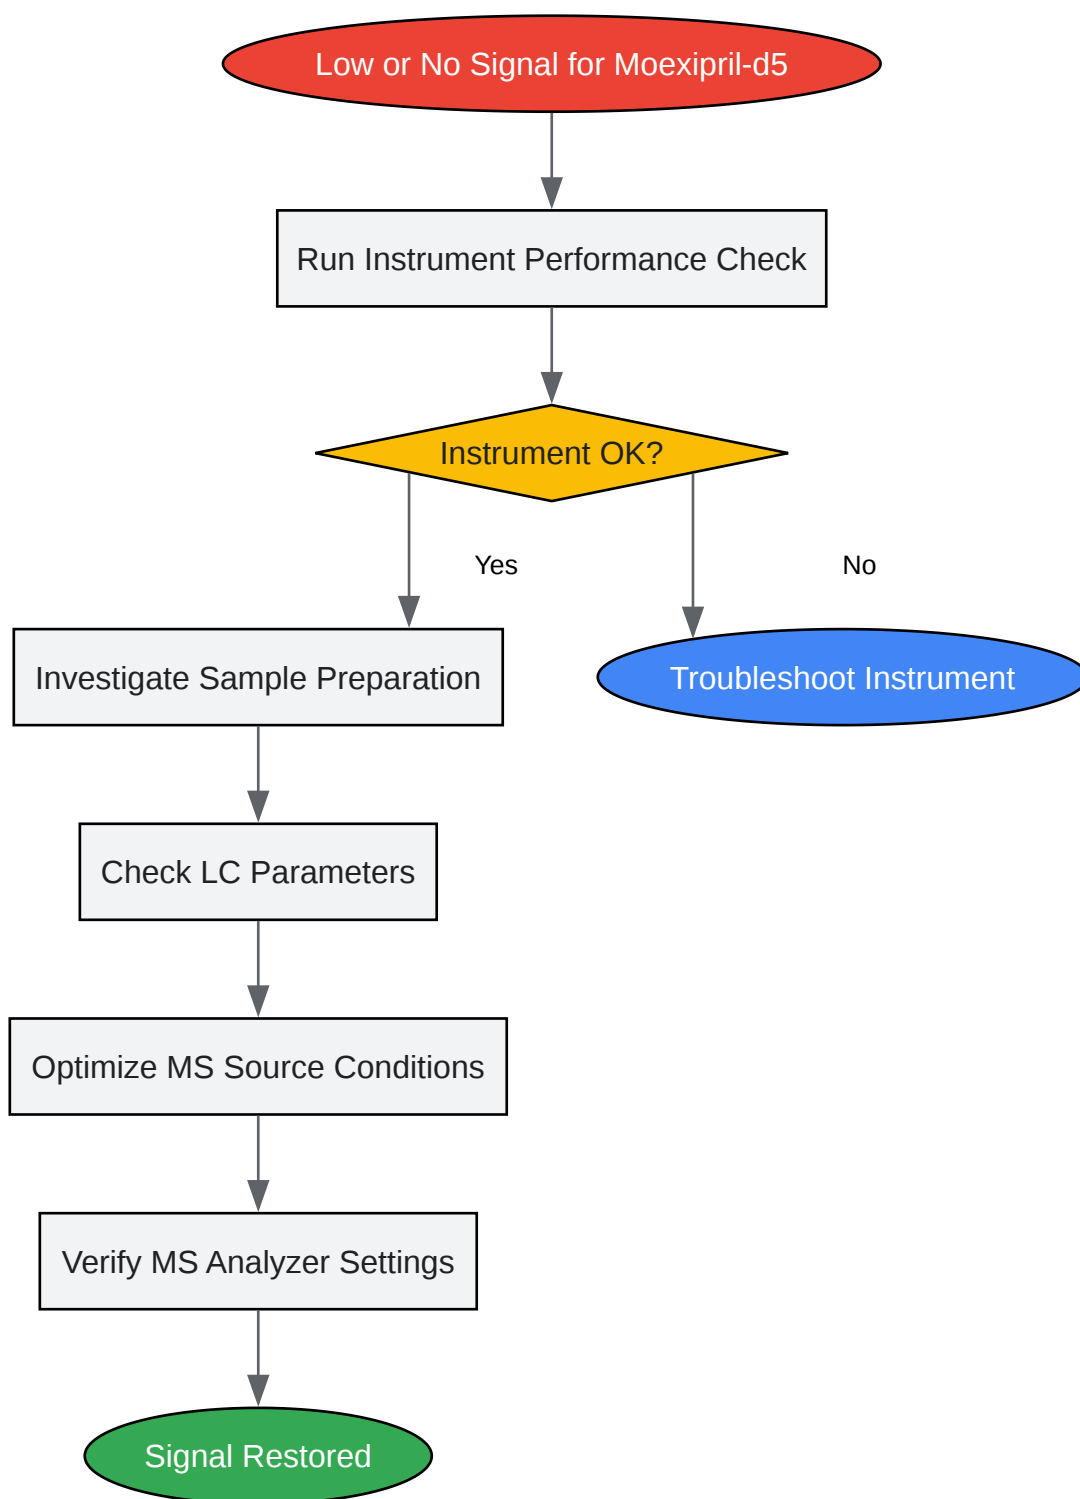 Low or No Signal for Moexipril-d5
Run Instrument Performance Check
Instrument OK?
Yes
No
Investigate Sample Preparation
Troubleshoot Instrument
Check LC Parameters
Optimize MS Source Conditions
Verify MS Analyzer Settings
Signal Restored